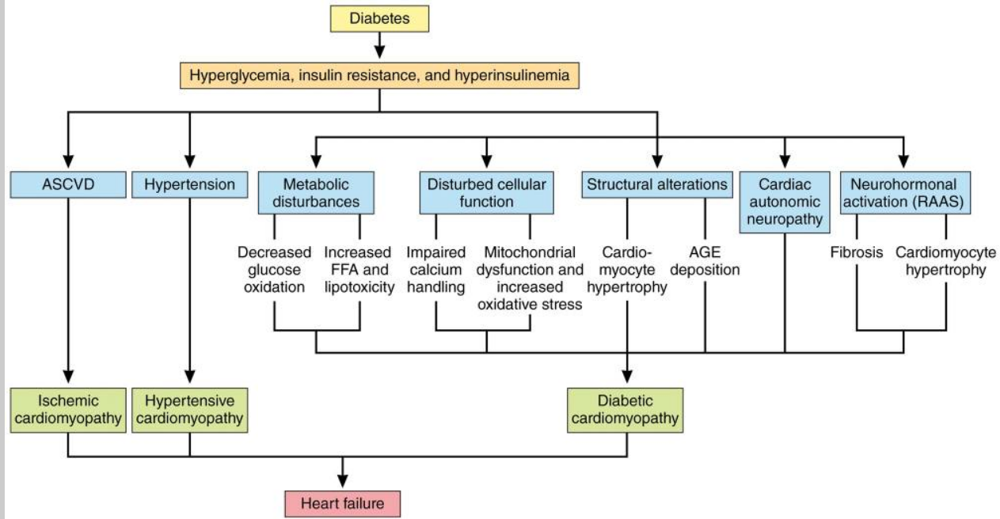 Diabetes
Hyperglycemia, insulin resistance, and hyperinsulinemia
ASCVD
Hypertension
Metabolic
disturbances
Disturbed cellular
function
Structural alterations
Cardiac
autonomic
neuropathy
Neurohormonal
activation (RAAS)
Decreased
glucose
oxidation
Increased
FFA and
lipotoxicity
Impaired
calcium
handling
Mitochondrial
dysfunction and
increased
oxidative stress
Cardio-
myocyte
hypertrophy
AGE
deposition
Fibrosis
Cardiomyocyte
hypertrophy
Ischemic
cardiomyopathy
Hypertensive
cardiomyopathy
Diabetic
cardiomyopathy
Heart failure